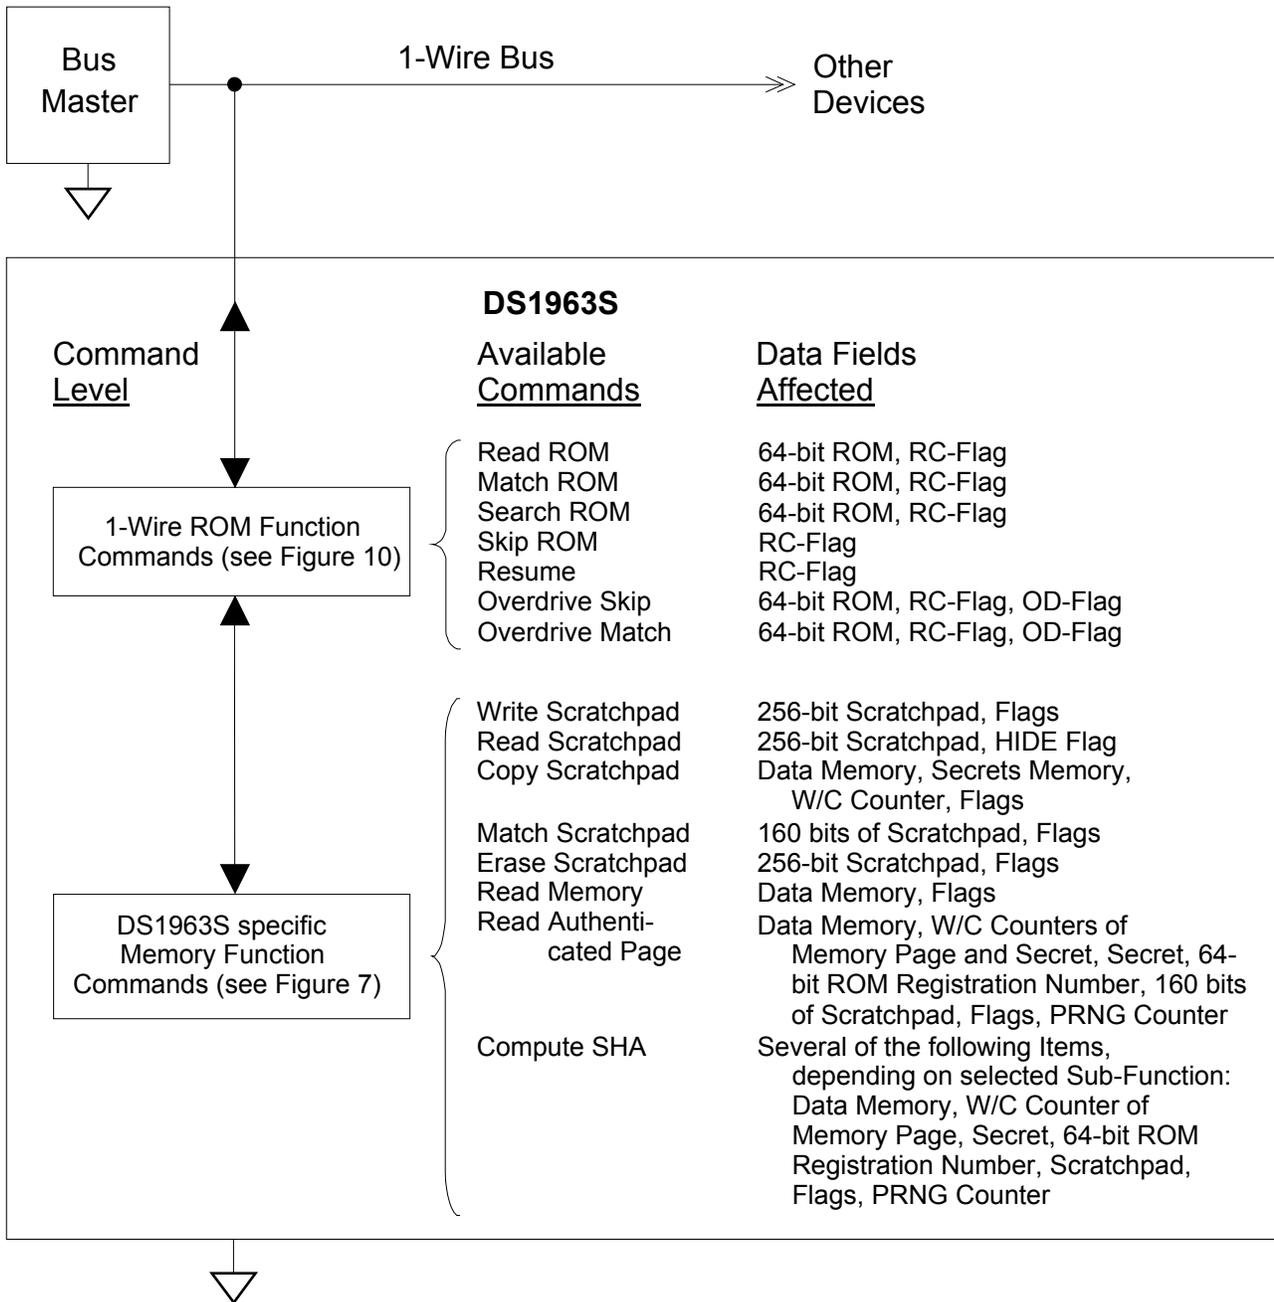 Bus
Master
1-Wire Bus
Other
Devices
DS1963S
Command
Level
Available
Commands
Data Fields
Affected
1-Wire ROM Function
Commands (see Figure 10)
Read ROM 64-bit ROM, RC-Flag
Match ROM 64-bit ROM, RC-Flag
Search ROM 64-bit ROM, RC-Flag
Skip ROM RC-Flag
Resume RC-Flag
Overdrive Skip 64-bit ROM, RC-Flag, OD-Flag
Overdrive Match 64-bit ROM, RC-Flag, OD-Flag
DS1963S specific
Memory Function
Commands (see Figure 7)
Write Scratchpad 256-bit Scratchpad, Flags
Read Scratchpad 256-bit Scratchpad, HIDE Flag
Copy Scratchpad Data Memory, Secrets Memory,
W/C Counter, Flags
Match Scratchpad 160 bits of Scratchpad, Flags
Erase Scratchpad 256-bit Scratchpad, Flags
Read Memory Data Memory, Flags
Read Authenti-
cated Page
Data Memory, W/C Counters of
Memory Page and Secret, Secret, 64-
bit ROM Registration Number, 160 bits
of Scratchpad, Flags, PRNG Counter
Compute SHA Several of the following Items,
depending on selected Sub-Function:
Data Memory, W/C Counter of
Memory Page, Secret, 64-bit ROM
Registration Number, Scratchpad,
Flags, PRNG Counter